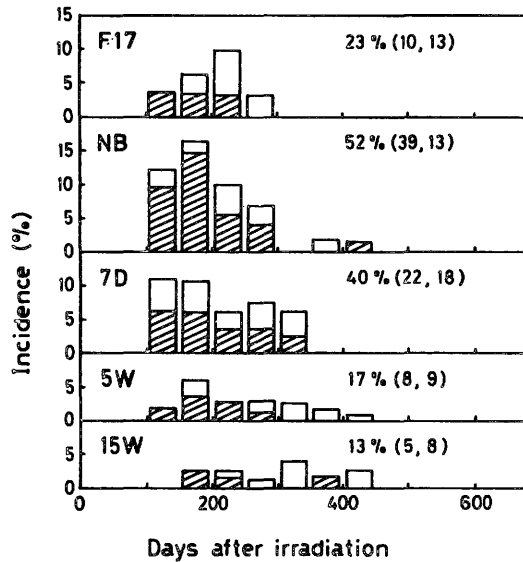 Incidence (%)
15
F17
23 % (10, 13)
10
5
0
NB
52 % (39, 13)
15
10
5
0
7D
40 % (22, 18)
10
5
0
5W
17 % (8, 9)
5
0
15W
13 % (5, 8)
5
0
0 200 400 600
Days after irradiation